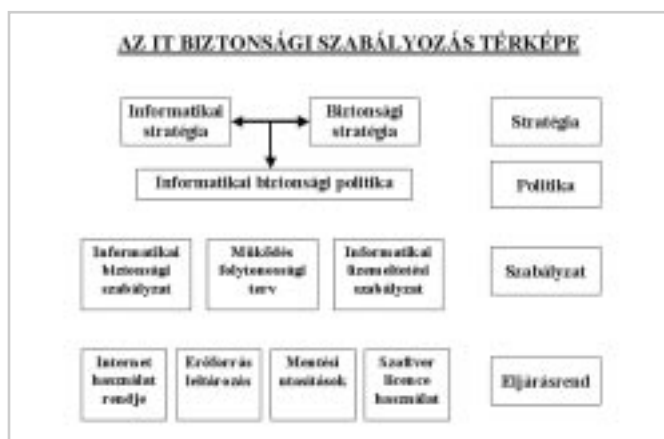 AZ IT BIZTONSÁGI SZABÁLYOZÁS TÉRKÉPE
Informatikai
stratégia
Biztonsági
stratégia
Stratégia
Informatikai biztonsági politika
Politika
Informatikai
biztonsági
szabályzat
Működés
folytonossági
terv
Informatikai
üzemeltetési
szabályzat
Szabályzat
Internet
használat
rendje
Erőforrás
leltározás
Mentési
utasítások
Szoftver
licence
használat
Eljárásrend